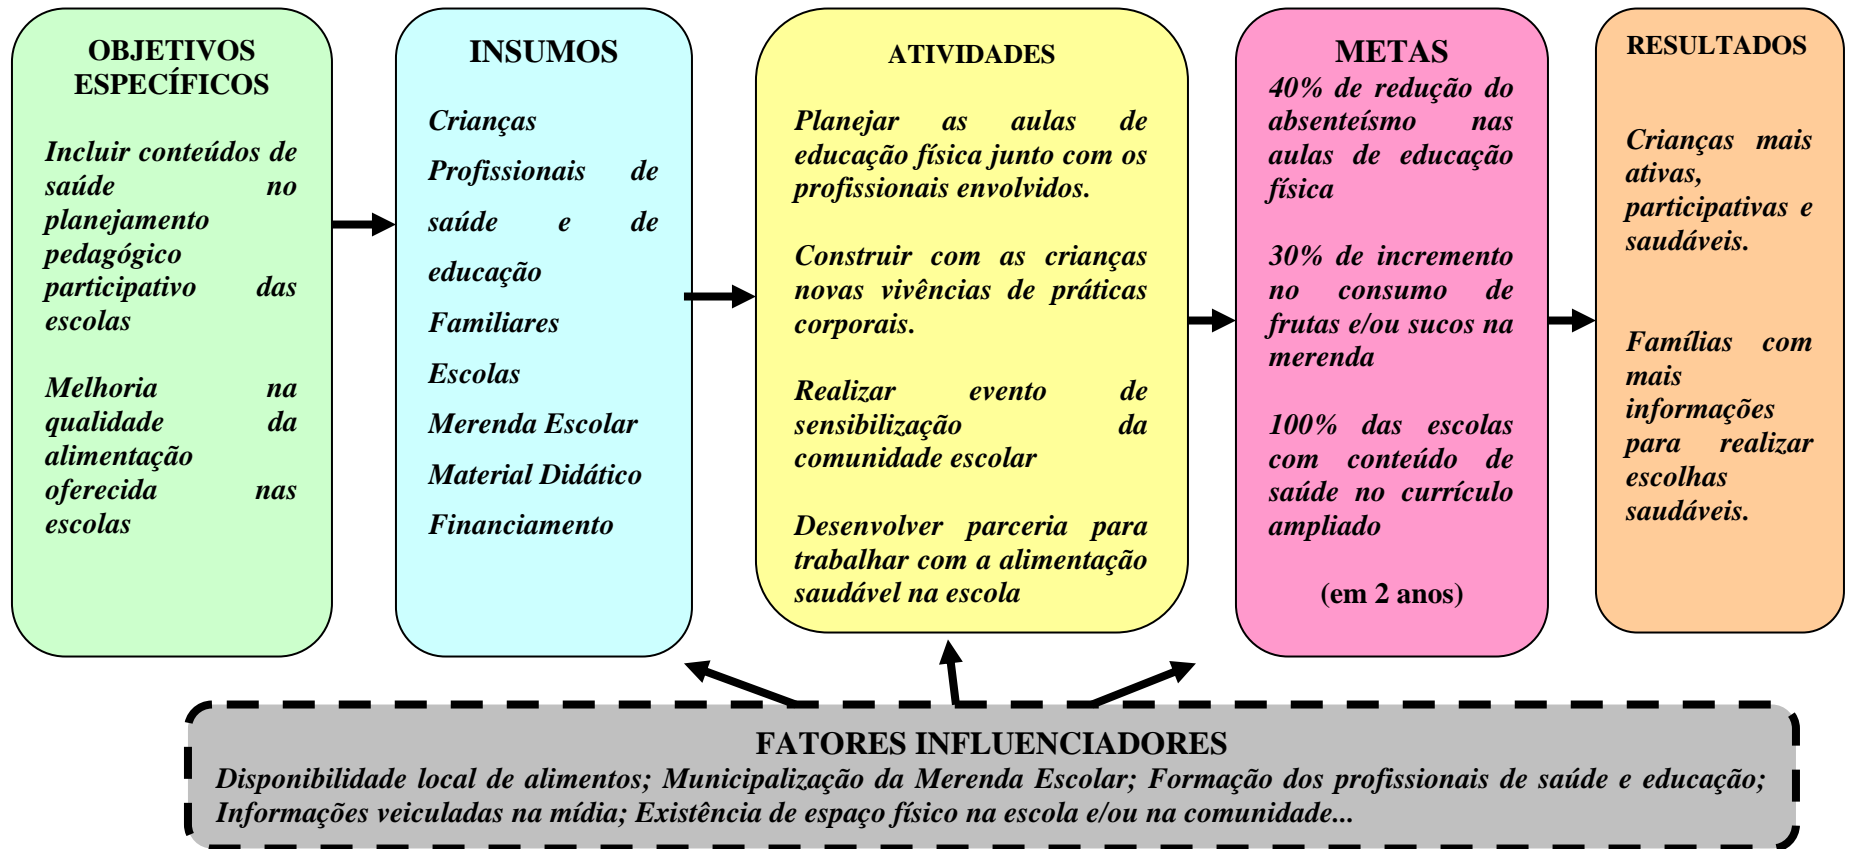 OBJETIVOS
ESPECÍFICOS
Incluir conteúdos de
saúde no
planejamento
pedagógico
participativo das
escolas
Melhoria na
qualidade da
alimentação
oferecida nas
escolas
INSUMOS
Crianças
Profissionais de
saúde e de
educação
Familiares
Escolas
Merenda Escolar
Material Didático
Financiamento
ATIVIDADES
Planejar as aulas de
educação física junto com os
profissionais envolvidos.
Construir com as crianças
novas vivências de práticas
corporais.
Realizar evento de
sensibilização da
comunidade escolar
Desenvolver parceria para
trabalhar com a alimentação
saudável na escola
METAS
40% de redução do
absenteísmo nas
aulas de educação
física
30% de incremento
no consumo de
frutas e/ou sucos na
merenda
100% das escolas
com conteúdo de
saúde no currículo
ampliado
(em 2 anos)
RESULTADOS
Crianças mais
ativas,
participativas e
saudáveis.
Famílias com
mais
informações
para realizar
escolhas
saudáveis.
FATORES INFLUENCIADORES
Disponibilidade local de alimentos; Municipalização da Merenda Escolar; Formação dos profissionais de saúde e educação;
Informações veiculadas na mídia; Existência de espaço físico na escola e/ou na comunidade...